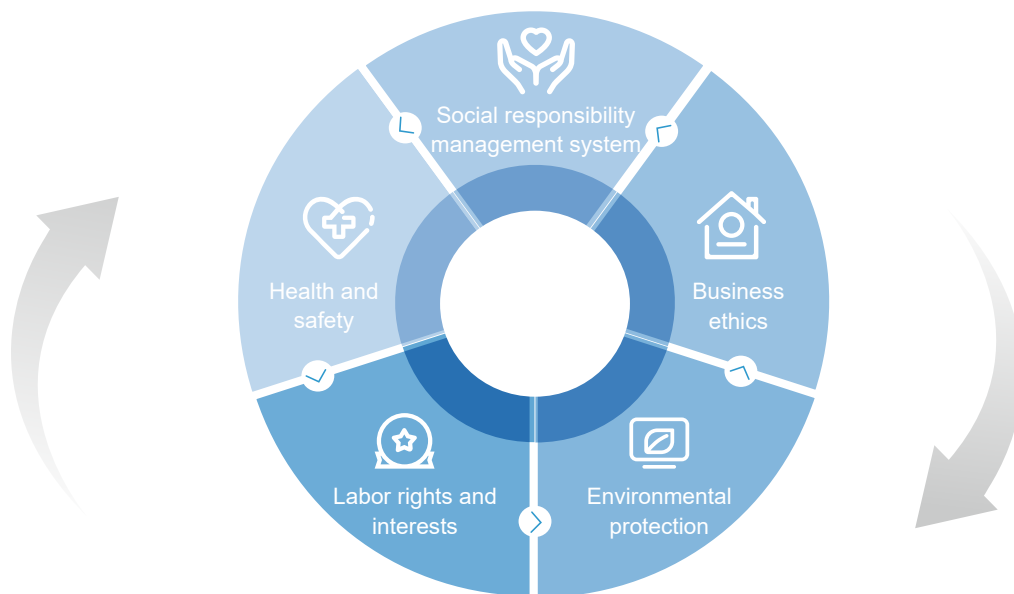 Social responsibility
management system
Health and
safety
Business
ethics
Labor rights and
interests
Environmental
protection